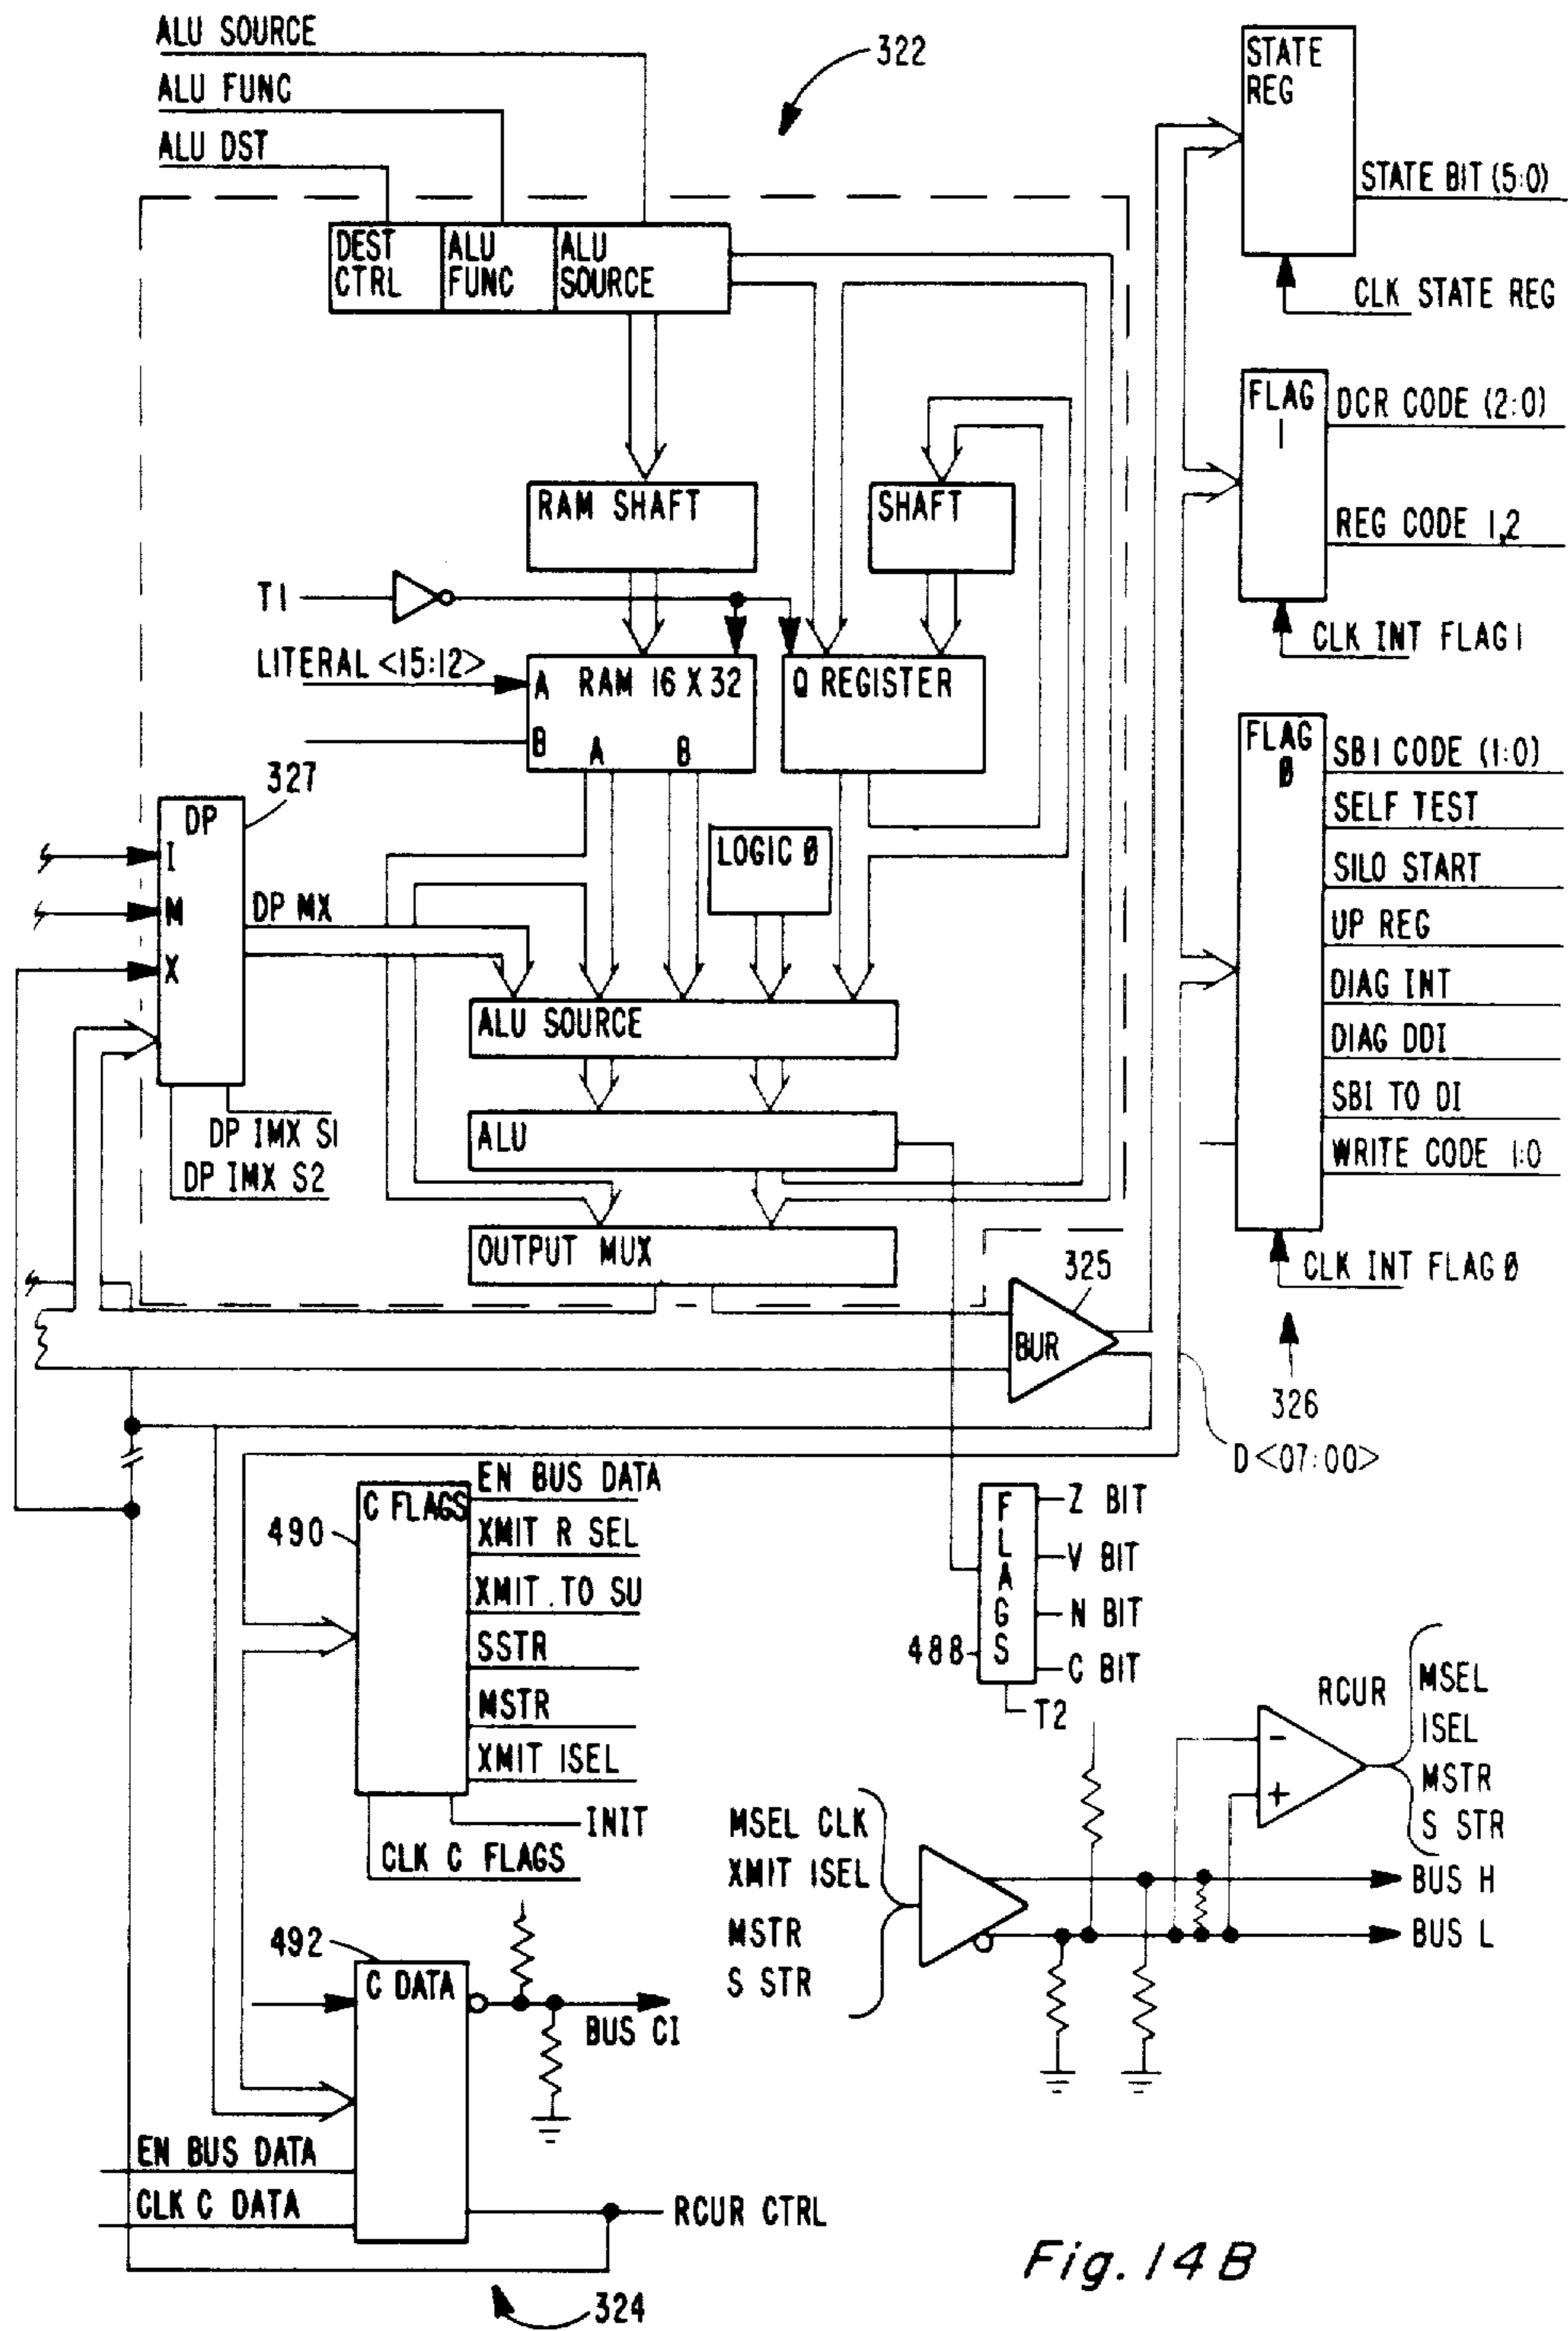 ALU SOURCE
ALU FUNC
ALU DST
322
DEST CTRL
ALU FUNC
ALU SOURCE
STATE REG
STATE BIT (5:0)
CLK STATE REG
FLAG 1
DCR CODE (2:0)
REG CODE 1,2
CLK INT FLAG 1
RAM SHAFT
SHAFT
T1
LITERAL <15:12>
A RAM 16 X 32
B A B
Q REGISTER
327
DP
I
M
X
DP MX
LOGIC 0
ALU SOURCE
ALU
OUTPUT MUX
DP IMX S1
DP IMX S2
FLAG 0
SBI CODE (1:0)
SELF TEST
SILO START
UP REG
DIAG INT
DIAG DDI
SBI TO DI
WRITE CODE 1:0
CLK INT FLAG 0
325
BUR
326
D<07:00>
C FLAGS
490
EN BUS DATA
XMIT R SEL
XMIT . TO SU
SSTR
MSTR
XMIT ISEL
INIT
CLK C FLAGS
FLAGS
488
Z BIT
V BIT
N BIT
C BIT
T2
RCUR
MSEL
ISEL
MSTR
S STR
MSEL CLK
XMIT ISEL
MSTR
S STR
BUS H
BUS L
492
C DATA
BUS CI
EN BUS DATA
CLK C DATA
RCUR CTRL
324
Fig. 14B